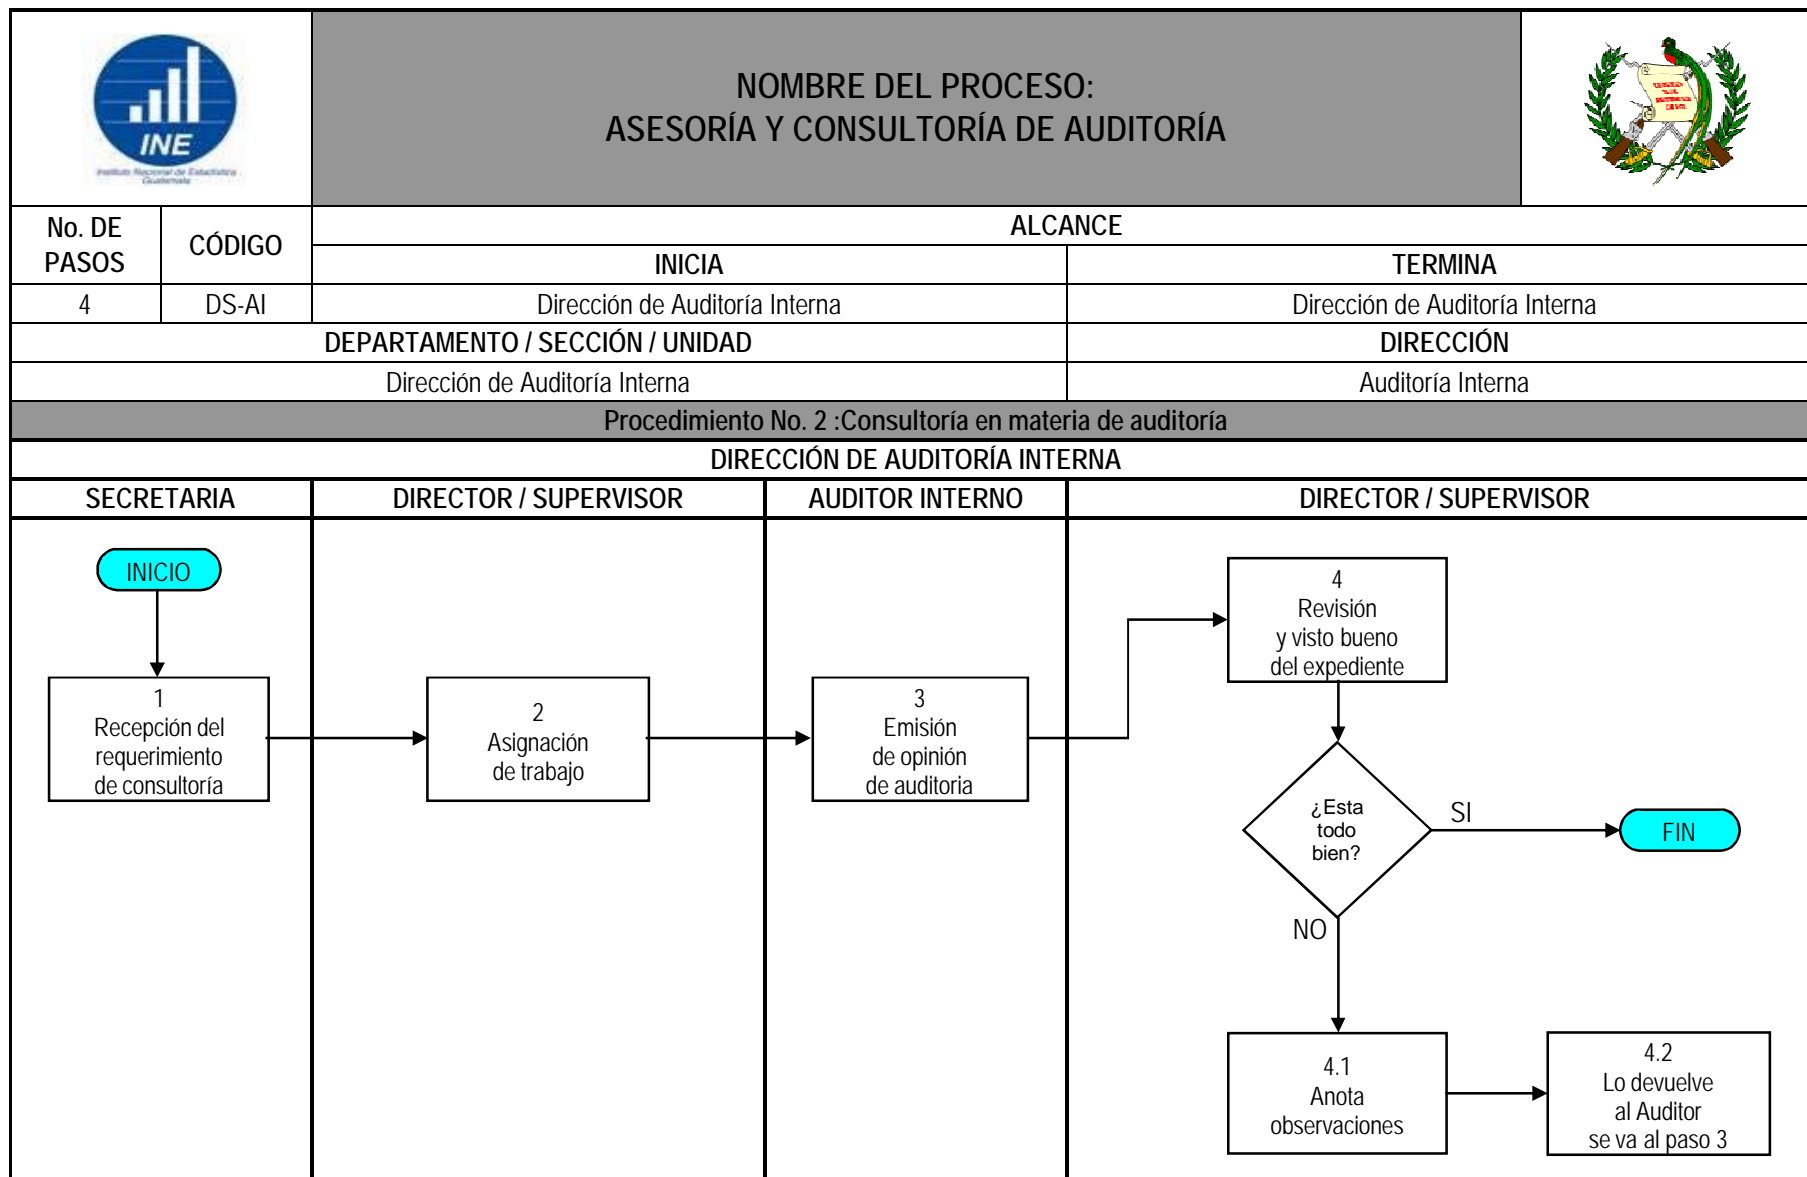 INE
Instituto Nacional de Estadística
Guatemala
NOMBRE DEL PROCESO:
ASESORÍA Y CONSULTORÍA DE AUDITORÍA
No. DE
PASOS
CÓDIGO
ALCANCE
INICIA
TERMINA
4
DS-AI
Dirección de Auditoría Interna
Dirección de Auditoría Interna
DEPARTAMENTO / SECCIÓN / UNIDAD
DIRECCIÓN
Dirección de Auditoría Interna
Auditoría Interna
Procedimiento No. 2 :Consultoría en materia de auditoría
DIRECCIÓN DE AUDITORÍA INTERNA
SECRETARIA
DIRECTOR / SUPERVISOR
AUDITOR INTERNO
DIRECTOR / SUPERVISOR
INICIO
1
Recepción del
requerimiento
de consultoría
2
Asignación
de trabajo
3
Emisión
de opinión
de auditoria
4
Revisión
y visto bueno
del expediente
¿Esta
todo
bien?
SI
FIN
NO
4.1
Anota
observaciones
4.2
Lo devuelve
al Auditor
se va al paso 3